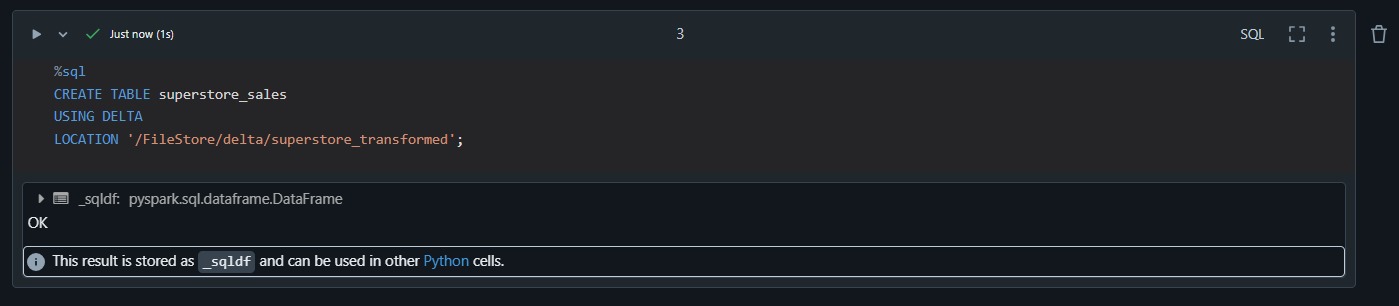 Just now (1s)
3
SQL
%sql
CREATE TABLE superstore_sales
USING DELTA
LOCATION '/FileStore/delta/superstore_transformed';
_sqldf: pyspark.sql.dataframe.DataFrame
OK
This result is stored as _sqldf and can be used in other Python cells.